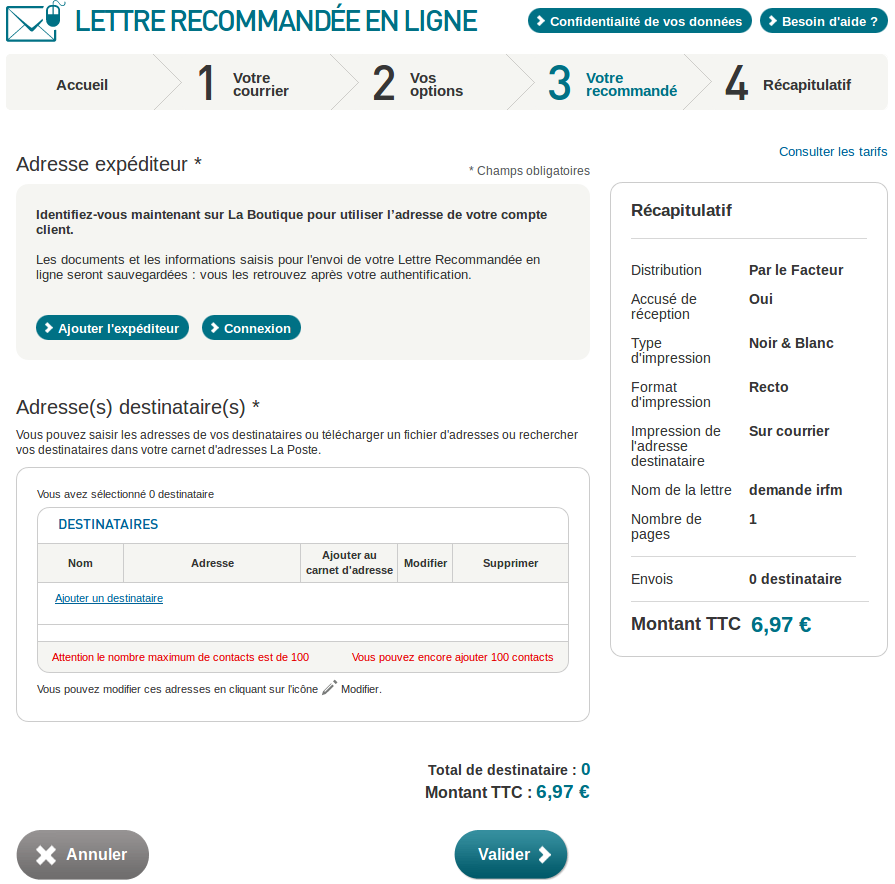 LETTRE RECOMMANDÉE EN LIGNE
Confidentialité de vos données
Besoin d'aide ?
Accueil
1 Votre
courrier
2 Vos
options
3 Votre
recommandé
4 Récapitulatif
Consulter les tarifs
Adresse expéditeur *
* Champs obligatoires
Identifiez-vous maintenant sur La Boutique pour utiliser l'adresse de votre compte
client.
Les documents et les informations saisis pour l'envoi de votre Lettre Recommandée en
ligne seront sauvegardées : vous les retrouvez après votre authentification.
Ajouter l'expéditeur
Connexion
Adresse(s) destinataire(s) *
Vous pouvez saisir les adresses de vos destinataires ou télécharger un fichier d'adresses ou rechercher
vos destinataires dans votre carnet d'adresses La Poste.
Vous avez sélectionné 0 destinataire
DESTINATAIRES
Nom
Adresse
Ajouter au
carnet d'adresse
Modifier
Supprimer
Ajouter un destinataire
Attention le nombre maximum de contacts est de 100
Vous pouvez encore ajouter 100 contacts
Vous pouvez modifier ces adresses en cliquant sur l'icône Modifier.
Total de destinataire : 0
Montant TTC : 6,97 €
Annuler
Valider
Récapitulatif
Distribution Par le Facteur
Accusé de Oui
réception
Type Noir & Blanc
d'impression
Format Recto
d'impression
Impression de Sur courrier
l'adresse
destinataire
Nom de la lettre demande irfm
Nombre de 1
pages
Envois 0 destinataire
Montant TTC 6,97 €